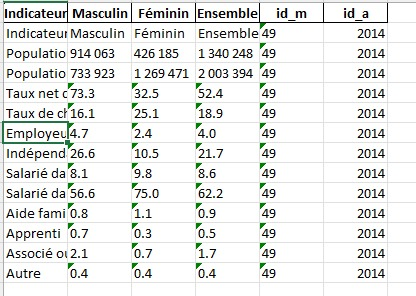 Indicateur Masculin Féminin Ensemble id_m id_a
Indicateur Masculin Féminin Ensemble 49 2014
Populatio 914 063 426 185 1 340 248 49 2014
Populatio 733 923 1 269 471 2 003 394 49 2014
Taux net d 73.3 32.5 52.4 49 2014
Taux de ch 16.1 25.1 18.9 49 2014
Employeu 4.7 2.4 4.0 49 2014
Indépend 26.6 10.5 21.7 49 2014
Salarié da 8.1 9.8 8.6 49 2014
Salarié da 56.6 75.0 62.2 49 2014
Aide fami 0.8 1.1 0.9 49 2014
Apprenti 0.7 0.3 0.5 49 2014
Associé ou 2.1 0.7 1.7 49 2014
Autre 0.4 0.4 0.4 49 2014